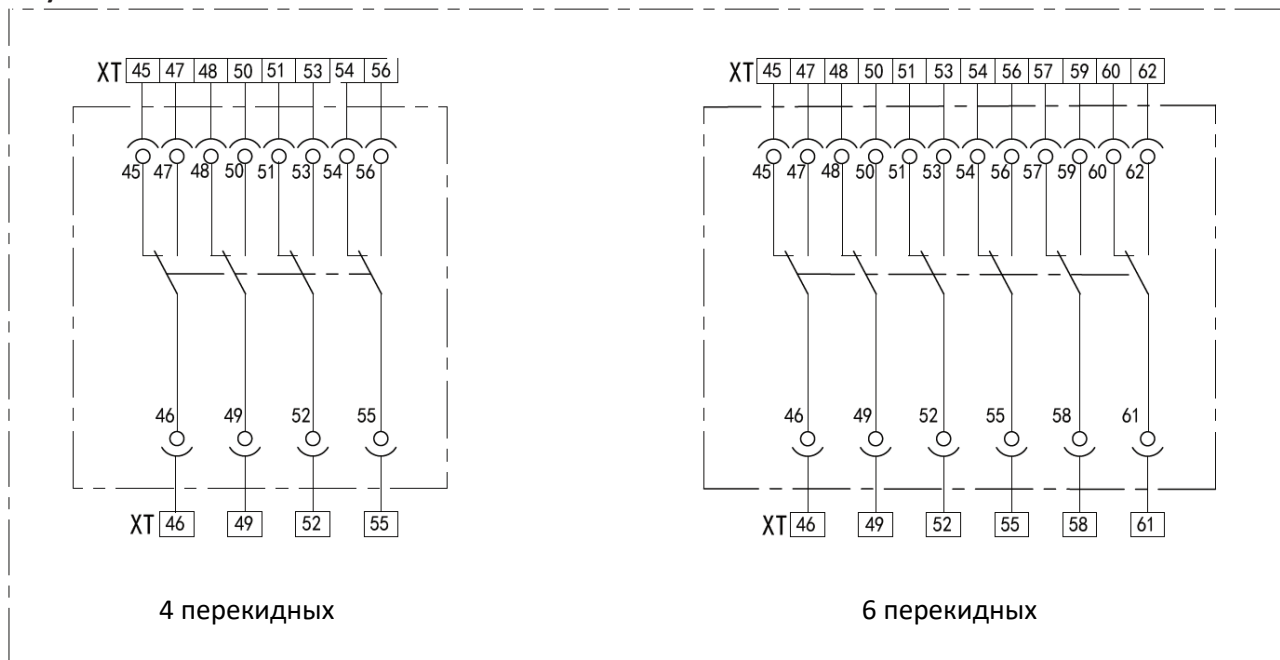 XT 45 47 48 50 51 53 54 56
XT 45 47 48 50 51 53 54 56 57 59 60 62
45 47 48 50 51 53 54 56
45 47 48 50 51 53 54 56 57 59 60 62
46 49 52 55
46 49 52 55 58 61
XT 46 49 52 55
XT 46 49 52 55 58 61
4 перекидных
6 перекидных